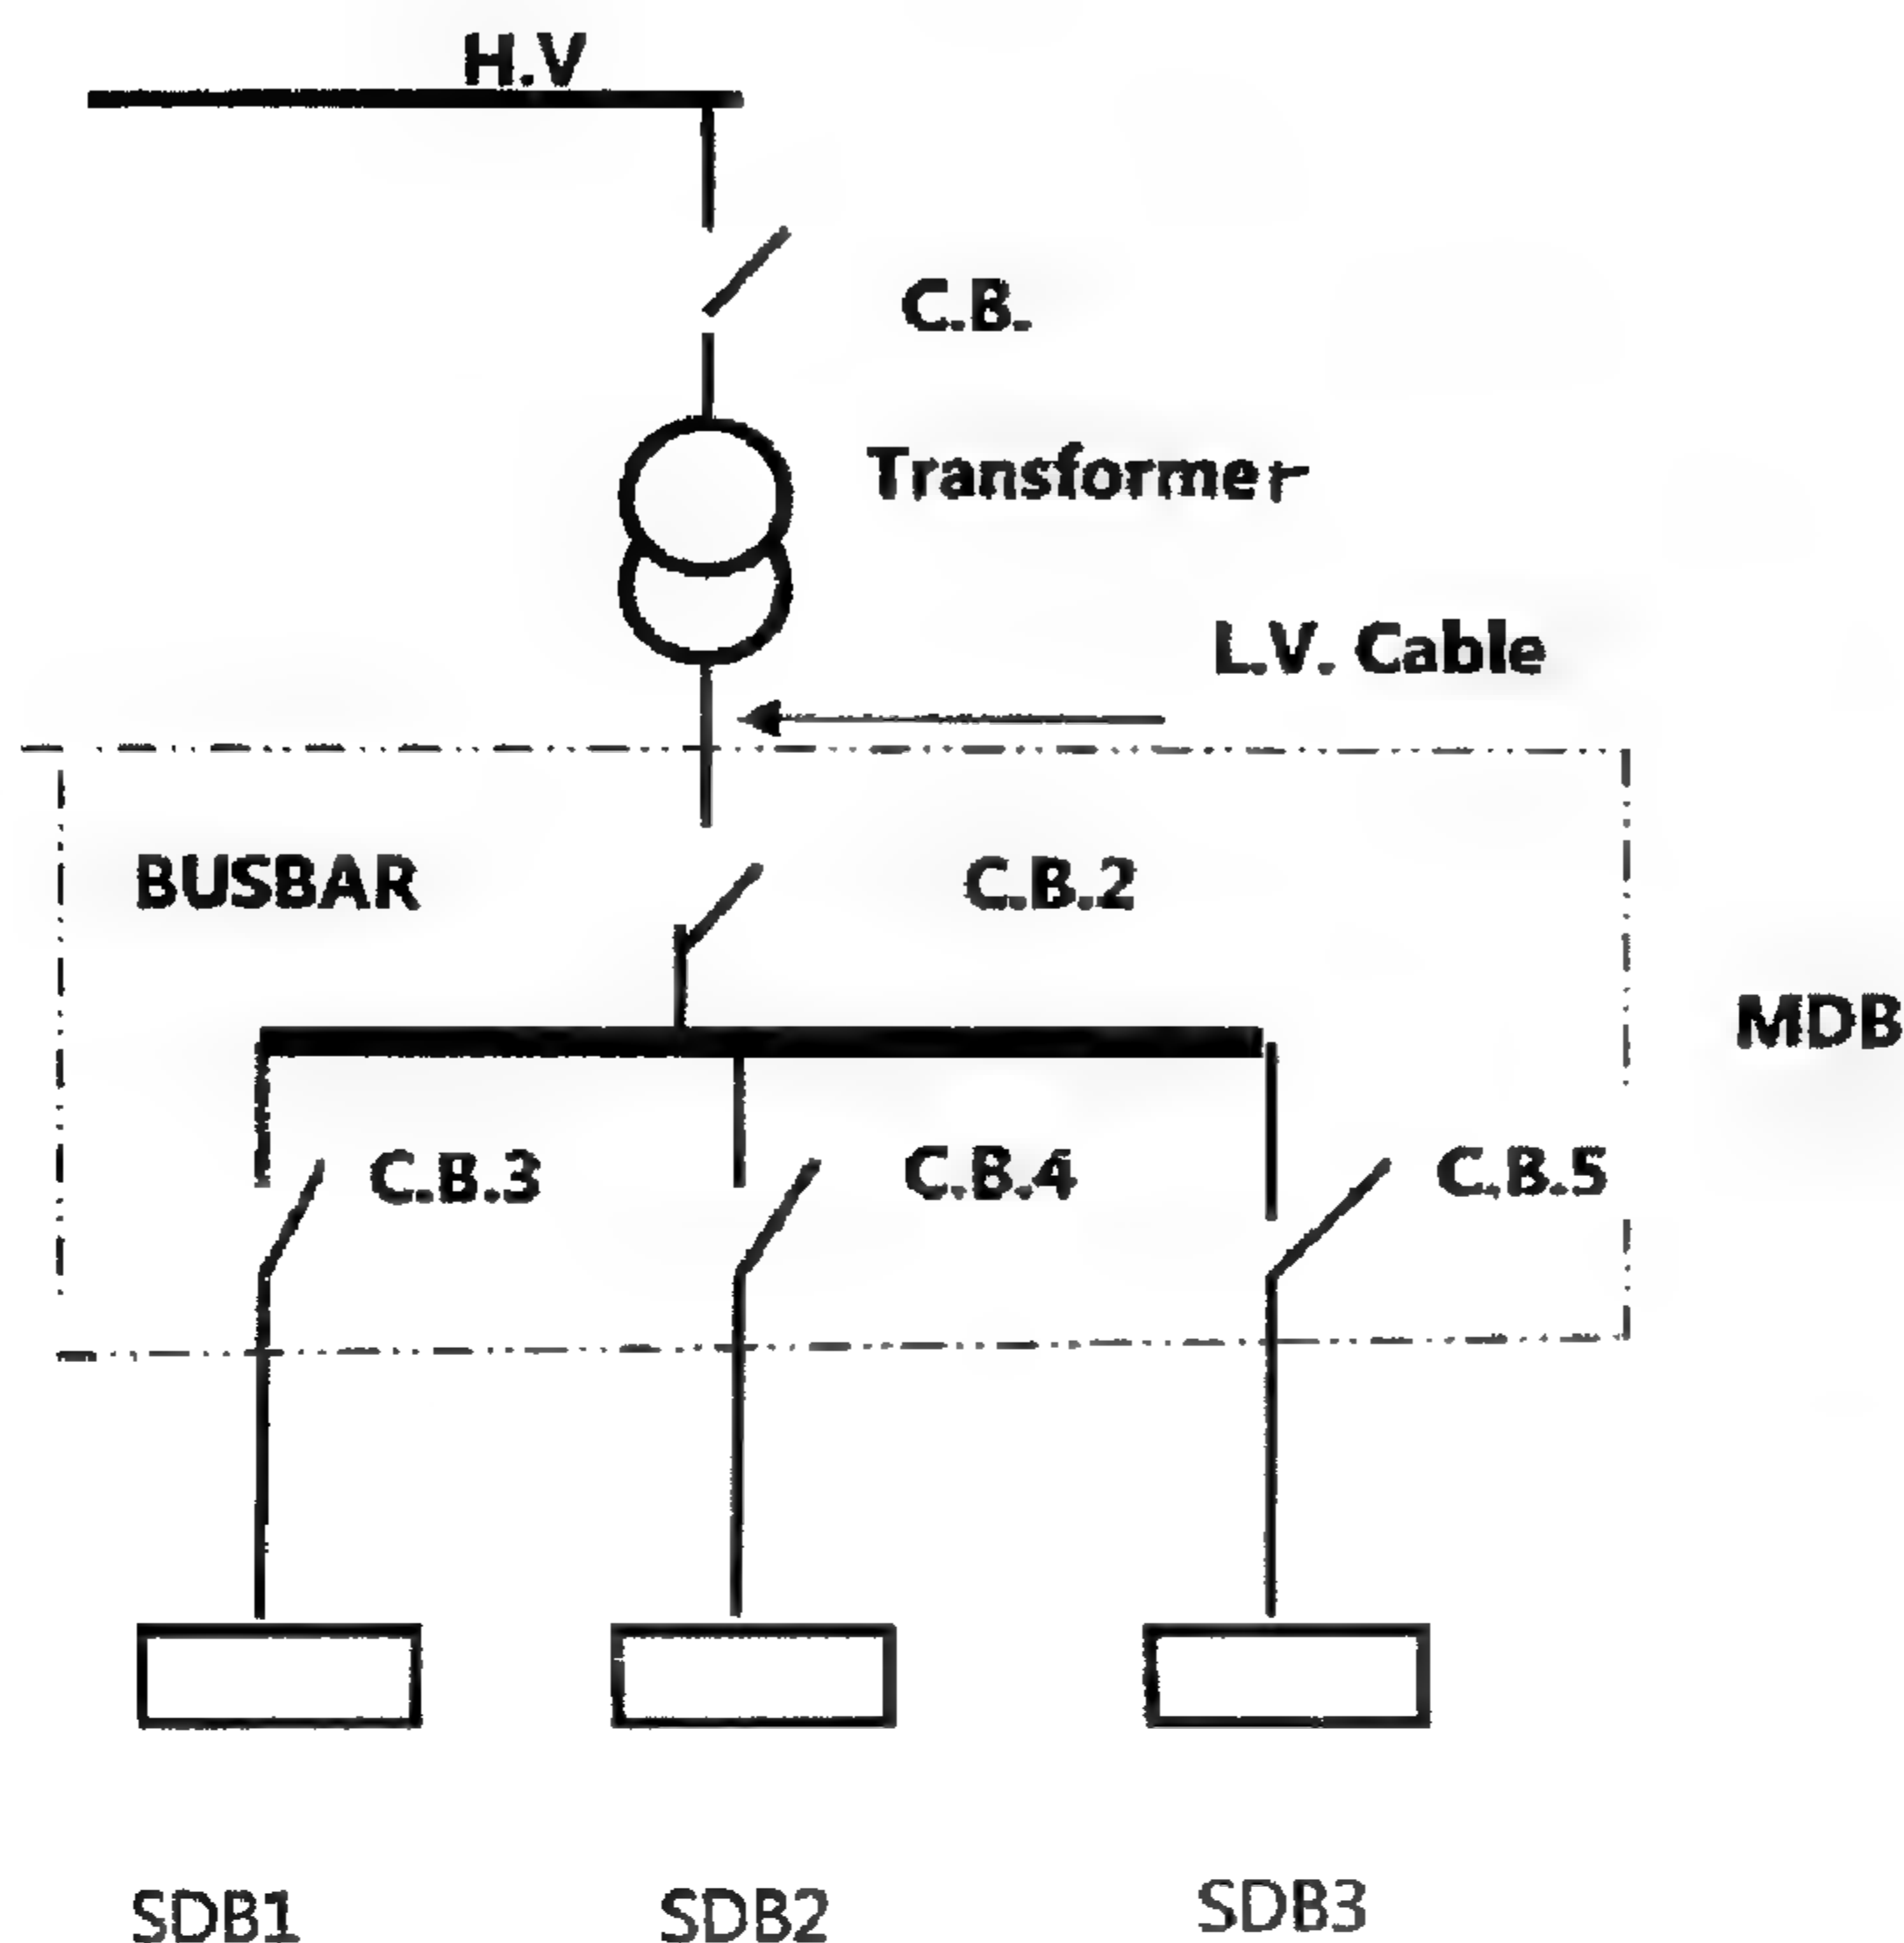 H.V
C.B.
Transformer
L.V. Cable
BUSBAR
C.B.2
MDB
C.B.3
C.B.4
C.B.5
SDB1
SDB2
SDB3